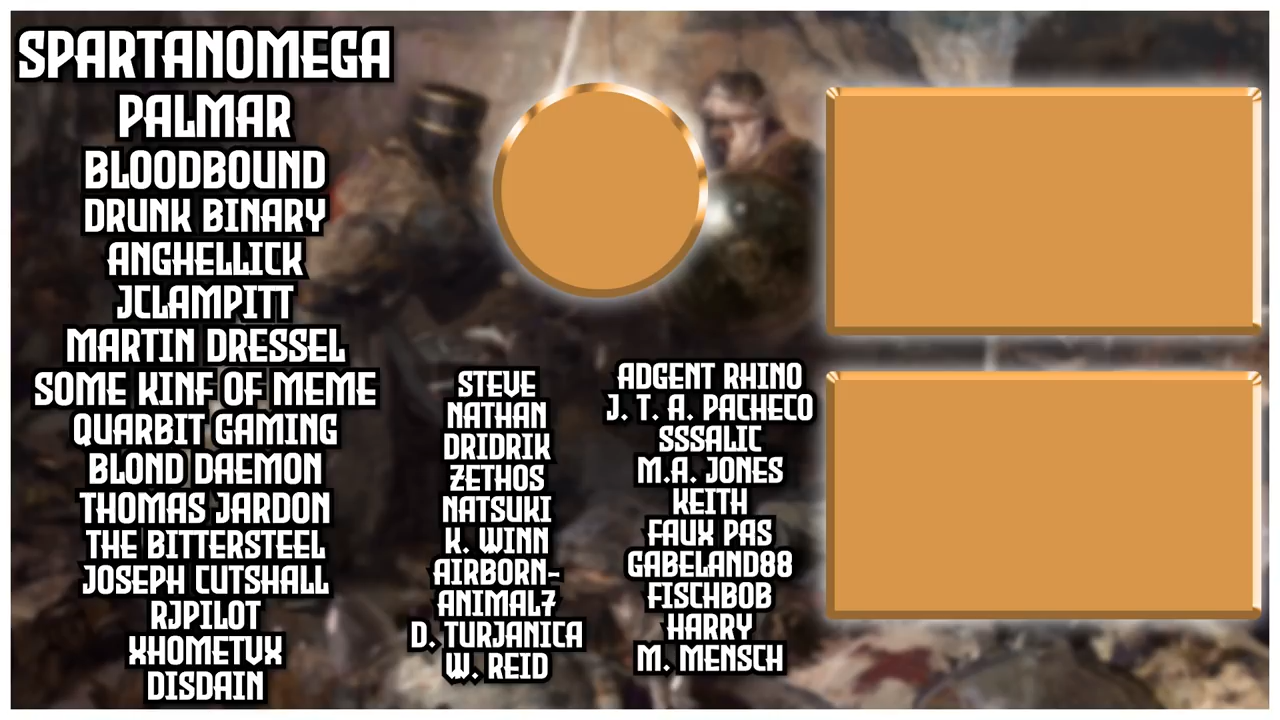 SPARTANOMEGA
PALMAR
BLOODBOUND
DRUNK BINARY
ANGHELLICK
JCLAMPITT
MARTIN DRESSEL
SOME KINF OF MEME
QUARBIT GAMING
BLOND DAEMON
THOMAS JARDON
THE BITTERSTEEL
JOSEPH CUTSHALL
RJPILOT
XHOMETVX
DISDAIN
STEVE
NATHAN
DRIDRIK
ZETHOS
NATSUKI
K. WINN
AIRBORN-
ANIMAL7
D. TURJANICA
W. REID
ADGENT RHINO
J. T. A. PACHECO
SSSALIC
M.A. JONES
KEITH
FAUX PAS
GABELAND88
FISCHBOB
HARRY
M. MENSCH